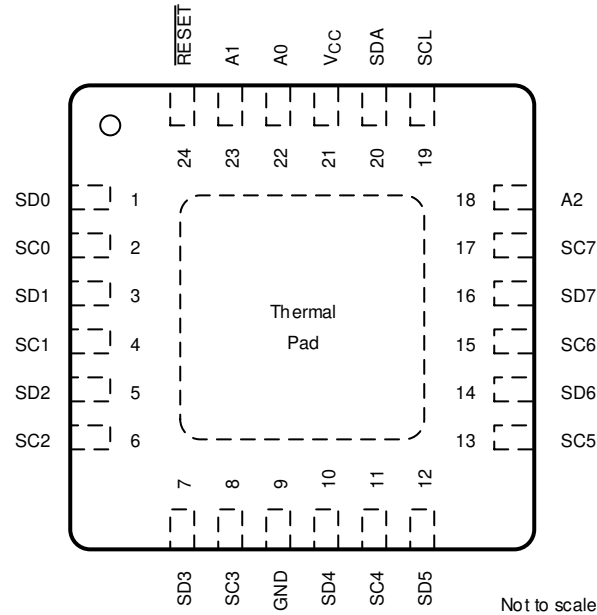 RESET A1 A0 VCC SDA SCL
24 23 22 21 20 19
SD0 1 18 A2
SC0 2 17 SC7
SD1 3 16 SD7
Thermal
SC1 4 15 SC6
Pad
SD2 5 14 SD6
SC2 6 13 SC5
7 8 9 10 11 12
SD3 SC3 GND SD4 SC4 SD5
Not to scale